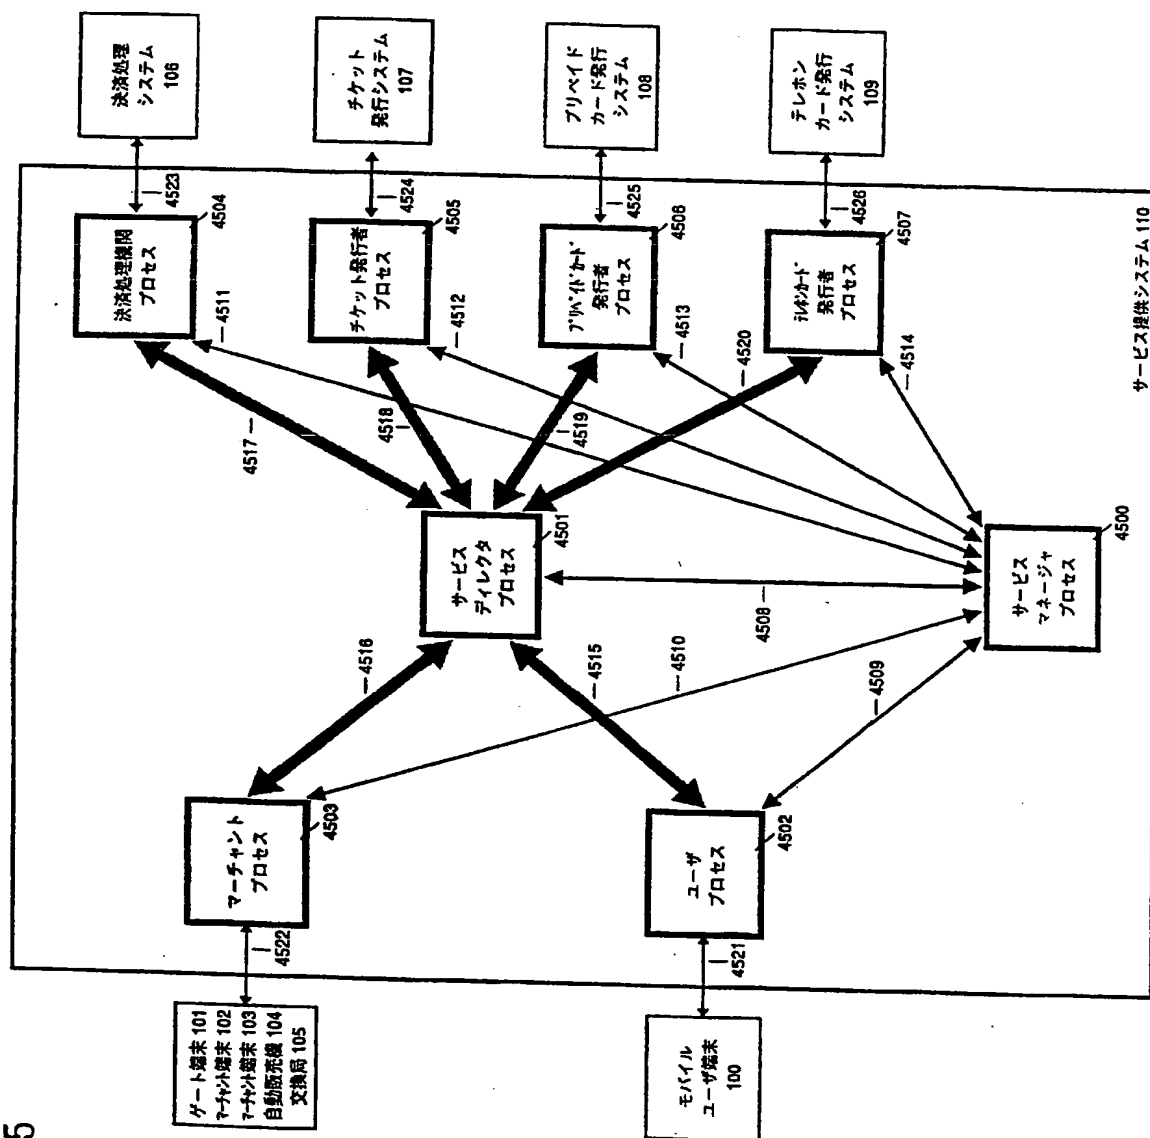 5
決済処理
システム
106
チケット
発行システム
107
プリペイド
カード発行
システム
108
テレホン
カード発行
システム
109
4523
4524
4525
4526
決済処理機関
プロセス
4504
チケット発行者
プロセス
4505
プリペイドカード
発行者
プロセス
4506
テレホンカード
発行者
プロセス
4507
4511
4512
4513
4520
4514
4517
4518
4519
サービス
ディレクタ
プロセス
4501
サービス
マネージャ
プロセス
4500
4508
4516
4515
4510
4509
マーチャント
プロセス
4503
ユーザ
プロセス
4502
4522
4521
ゲート端末 101
マーチャント端末 102
マーチャント端末 103
自動販売機 104
交換局 105
モバイル
ユーザ端末
100
サービス提供システム 110